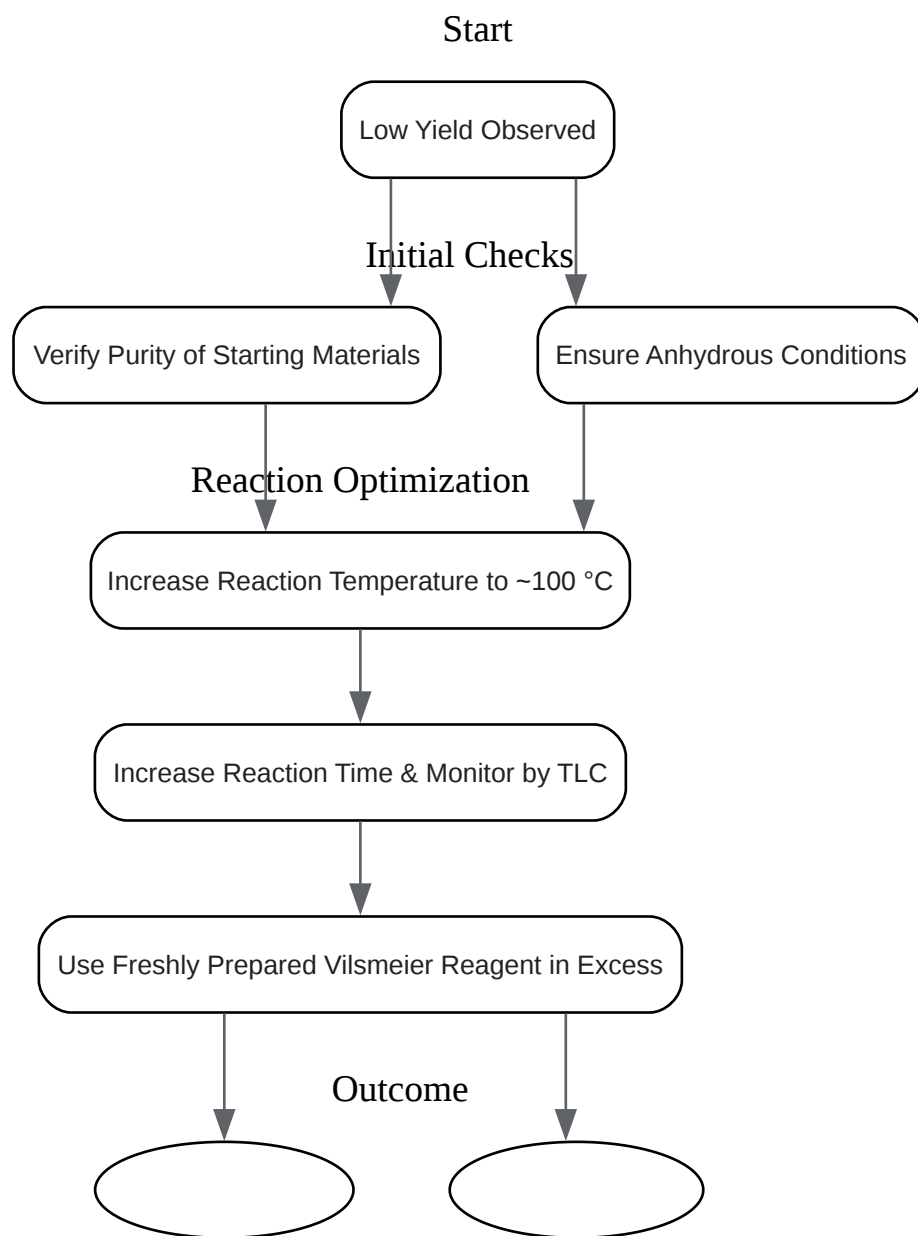 Start
Low Yield Observed
Initial Checks
Verify Purity of Starting Materials
Ensure Anhydrous Conditions
Reaction Optimization
Increase Reaction Temperature to ~100 °C
Increase Reaction Time & Monitor by TLC
Use Freshly Prepared Vilsmeier Reagent in Excess
Outcome